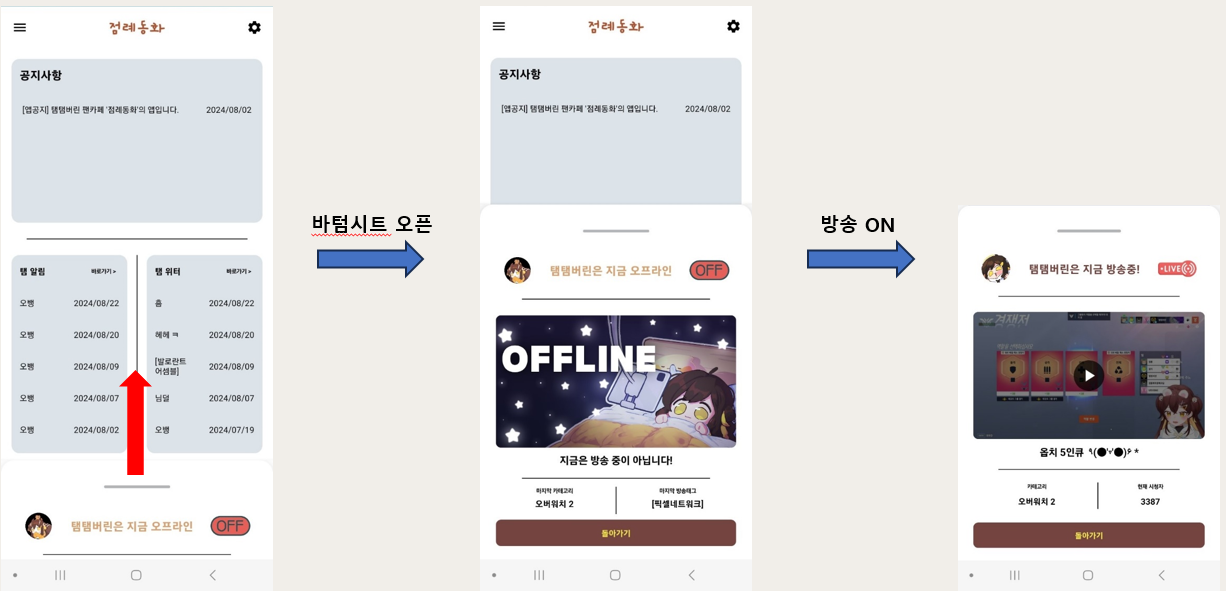 점례동화
공지사항
[앱공지] 탬탬버린 팬카페 '점례동화'의 앱입니다. 2024/08/02
탬 알림 바로가기 >
오뱅 2024/08/22
오뱅 2024/08/20
오뱅 2024/08/09
오뱅 2024/08/07
오뱅 2024/08/02
탬 위터 바로가기 >
흠 2024/08/22
헤헤 ㅋ 2024/08/20
[발로란트
어셈블] 2024/08/09
님덜 2024/08/07
오뱅 2024/07/19
탬탬버린은 지금 오프라인 OFF
바텀시트 오픈
점례동화
공지사항
[앱공지] 탬탬버린 팬카페 '점례동화'의 앱입니다. 2024/08/02
탬탬버린은 지금 오프라인 OFF
OFFLINE
지금은 방송 중이 아닙니다!
마지막 카테고리 마지막 방송태그
오버워치 2 [픽셀네트워크]
돌아가기
방송 ON
탬탬버린은 지금 방송중! LIVE
경쟁전
옵치 5인큐 ٩(●'▿'●)۶ *
카테고리 현재 시청자
오버워치 2 3387
돌아가기